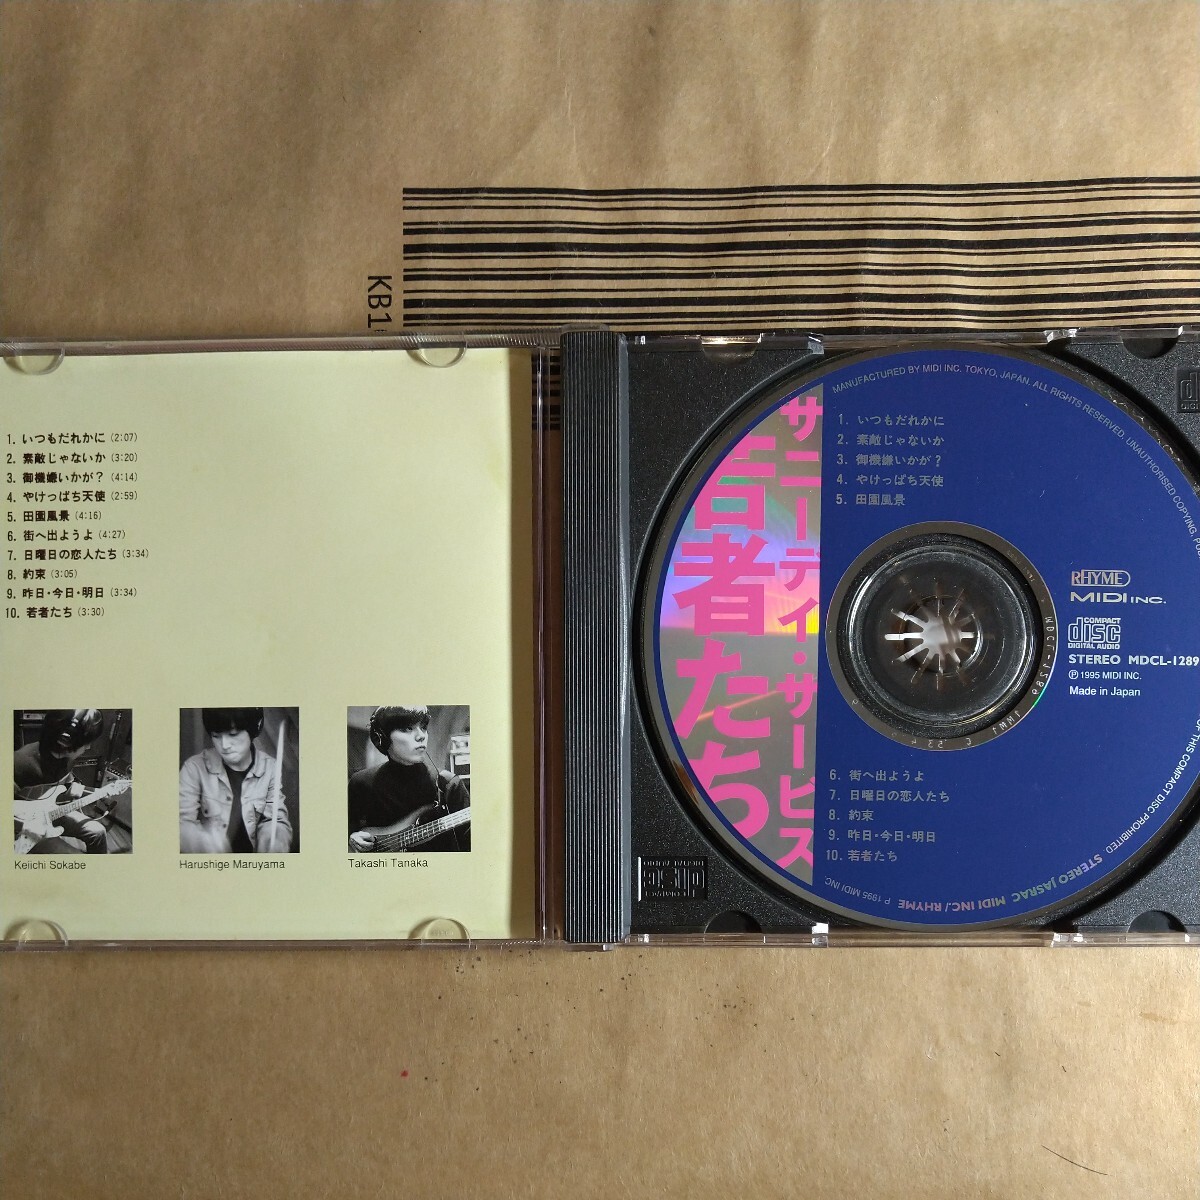 KB1
1. いつもだれかに (2:07)
2. 素敵じゃないか (3:20)
3. 御機嫌いかが？ (4:14)
4. やけっぱち天使 (2:59)
5. 田園風景 (4:16)
6. 街へ出ようよ (4:27)
7. 日曜日の恋人たち (3:34)
8. 約束 (3:05)
9. 昨日・今日・明日 (3:34)
10. 若者たち (3:30)
Keiichi Sokabe
Harushige Maruyama
Takashi Tanaka
サニーデイ・サービス
若者たち
MANUFACTURED BY MIDI INC. TOKYO, JAPAN. ALL RIGHTS RESERVED. UNAUTHORISED COPYING, PU
OF THIS COMPACT DISC PROHIBITED
STEREO JASRAC
MIDI INC./ RHYME
P 1995 MIDI INC.
1. いつもだれかに
2. 素敵じゃないか
3. 御機嫌いかが？
4. やけっぱち天使
5. 田園風景
RHYME
MIDI INC.
COMPACT
disc
DIGITAL AUDIO
STEREO MDCL-1289
Ⓟ 1995 MIDI INC.
Made in Japan
6. 街へ出ようよ
7. 日曜日の恋人たち
8. 約束
9. 昨日・今日・明日
10. 若者たち